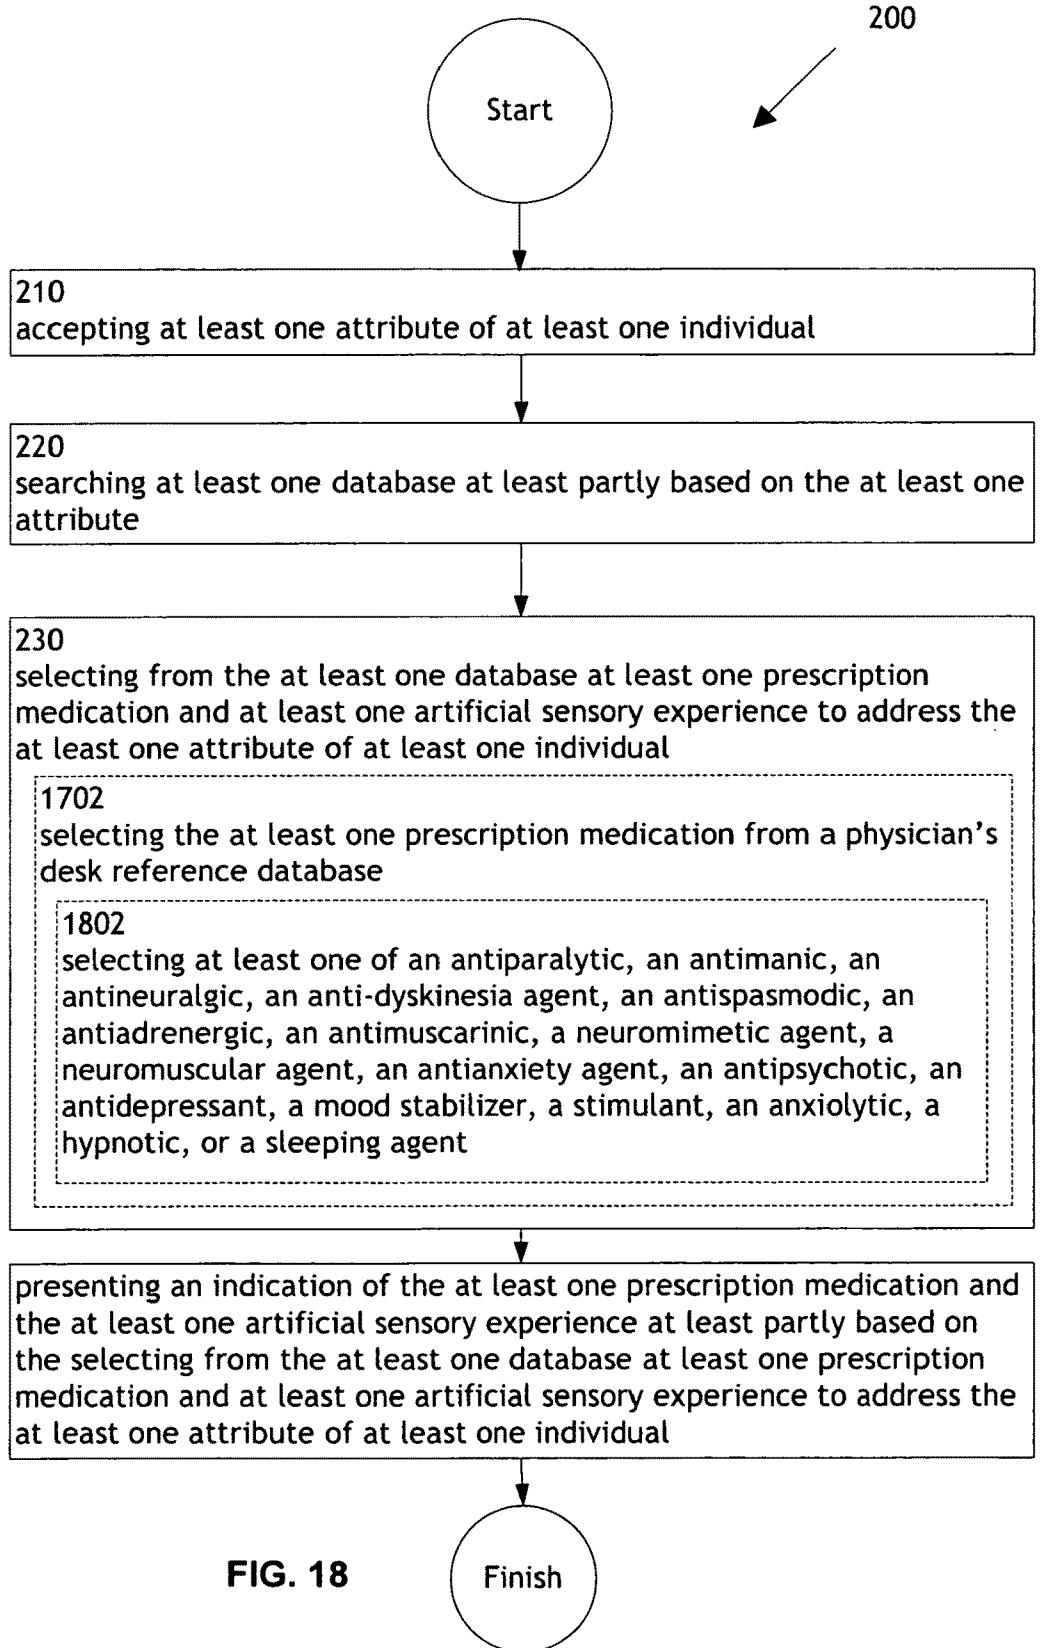 200
Start
210
accepting at least one attribute of at least one individual
220
searching at least one database at least partly based on the at least one
attribute
230
selecting from the at least one database at least one prescription
medication and at least one artificial sensory experience to address the
at least one attribute of at least one individual
1702
selecting the at least one prescription medication from a physician’s
desk reference database
1802
selecting at least one of an antiparalytic, an antimanic, an
antineuralgic, an anti-dyskinesia agent, an antispasmodic, an
antiadrenergic, an antimuscarinic, a neuromimetic agent, a
neuromuscular agent, an antianxiety agent, an antipsychotic, an
antidepressant, a mood stabilizer, a stimulant, an anxiolytic, a
hypnotic, or a sleeping agent
presenting an indication of the at least one prescription medication and
the at least one artificial sensory experience at least partly based on
the selecting from the at least one database at least one prescription
medication and at least one artificial sensory experience to address the
at least one attribute of at least one individual
FIG. 18
Finish